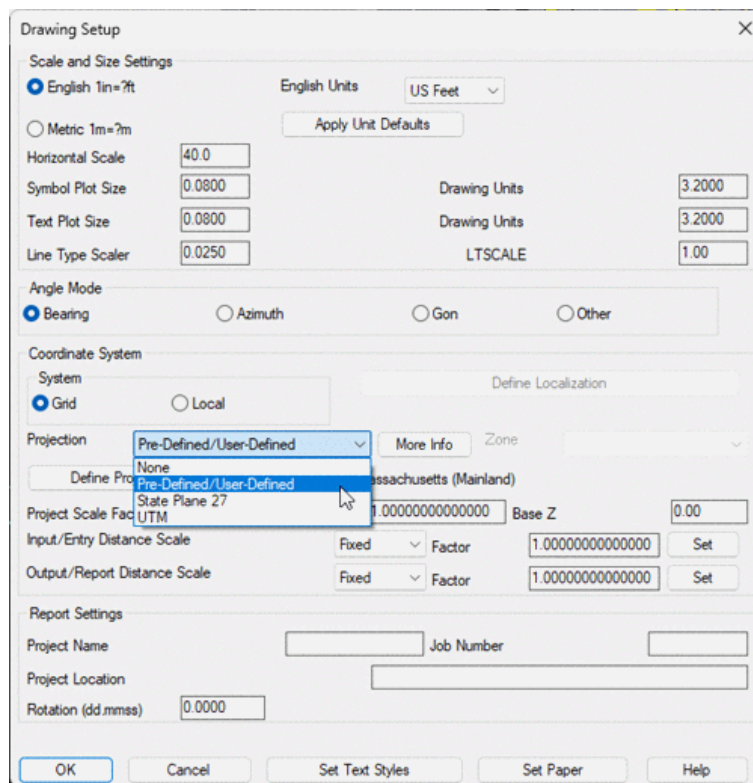 Drawing Setup
Scale and Size Settings
English 1in=?ft English Units US Feet
Metric 1m=?m Apply Unit Defaults
Horizontal Scale 40.0
Symbol Plot Size 0.0800 Drawing Units 3.2000
Text Plot Size 0.0800 Drawing Units 3.2000
Line Type Scaler 0.0250 LTSCALE 1.00
Angle Mode
Bearing Azimuth Gon Other
Coordinate System
System Define Localization
Grid Local
Projection Pre-Defined/User-Defined More Info Zone
None
Pre-Defined/User-Defined
Define Pro assachusetts (Mainland)
State Plane 27
UTM
Project Scale Fac 1.00000000000000 Base Z 0.00
Input/Entry Distance Scale Fixed Factor 1.00000000000000 Set
Output/Report Distance Scale Fixed Factor 1.00000000000000 Set
Report Settings
Project Name Job Number
Project Location
Rotation (dd.mmss) 0.0000
OK Cancel Set Text Styles Set Paper Help